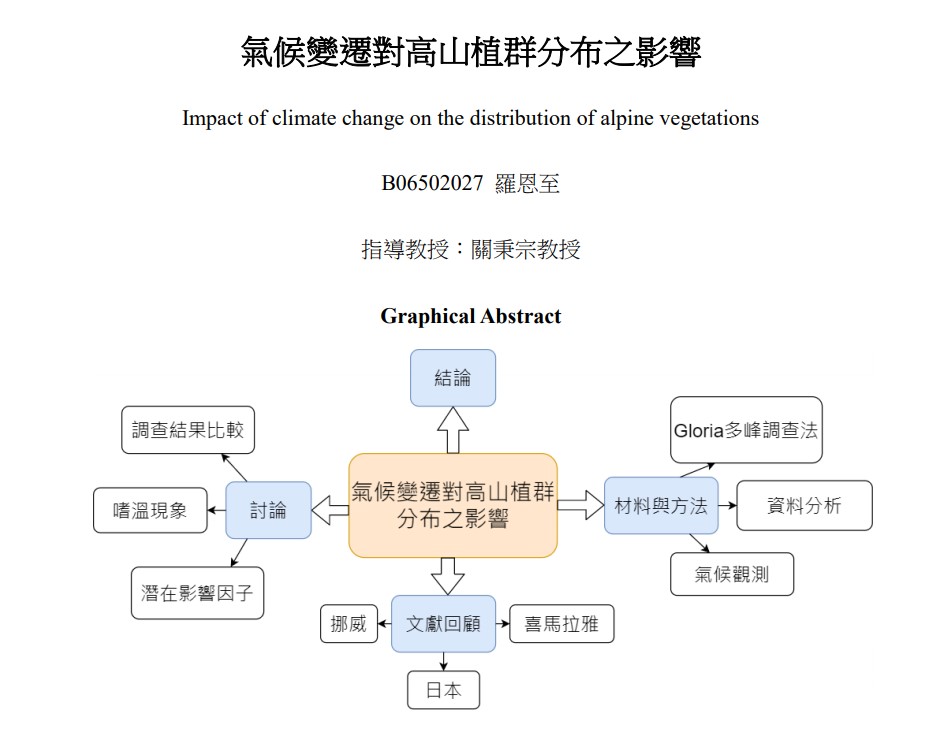 氣候變遷對高山植群分布之影響
Impact of climate change on the distribution of alpine vegetations
B06502027 羅恩至
指導教授：關秉宗教授
Graphical Abstract
結論
調查結果比較
Gloria多峰調查法
嗜溫現象
討論
氣候變遷對高山植群
分布之影響
材料與方法
資料分析
潛在影響因子
氣候觀測
挪威
文獻回顧
喜馬拉雅
日本